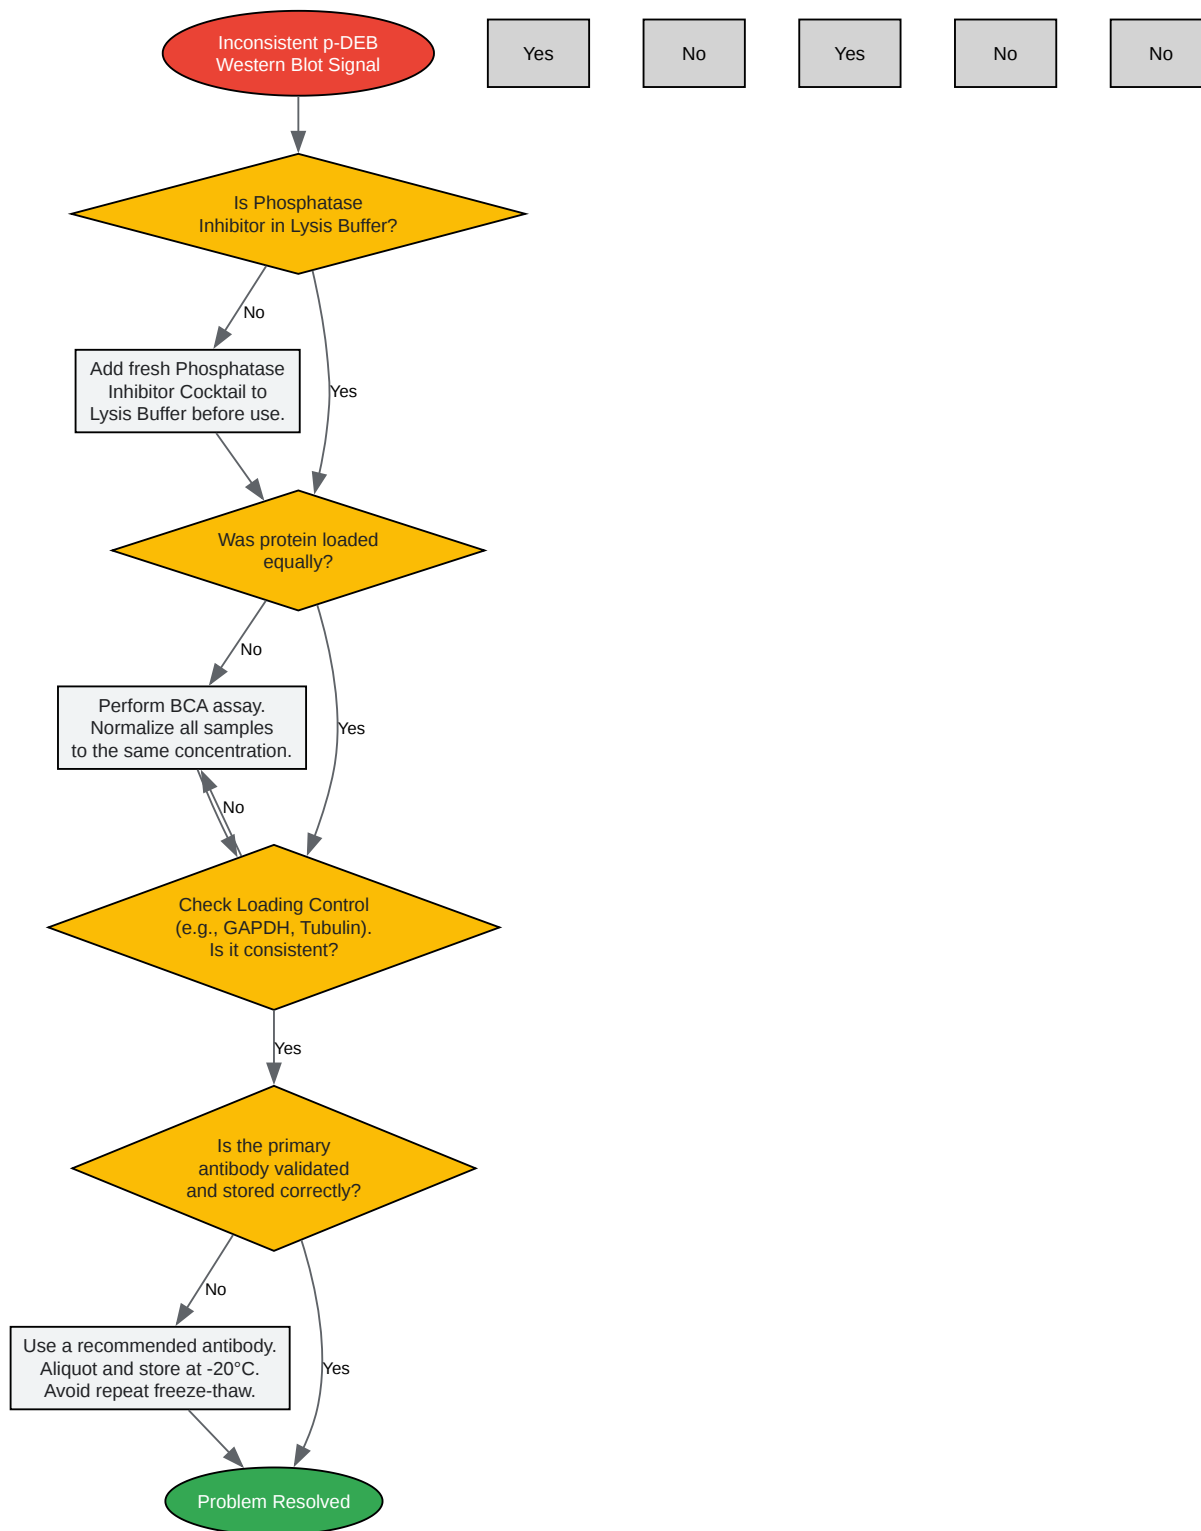 Inconsistent p-DEB
Western Blot Signal
Yes
No
Yes
No
No
Is Phosphatase
Inhibitor in Lysis Buffer?
No
Add fresh Phosphatase
Inhibitor Cocktail to
Lysis Buffer before use.
Yes
Was protein loaded
equally?
No
Perform BCA assay.
Normalize all samples
to the same concentration.
Yes
No
Check Loading Control
(e.g., GAPDH, Tubulin).
Is it consistent?
Yes
Is the primary
antibody validated
and stored correctly?
No
Use a recommended antibody.
Aliquot and store at -20°C.
Avoid repeat freeze-thaw.
Yes
Problem Resolved